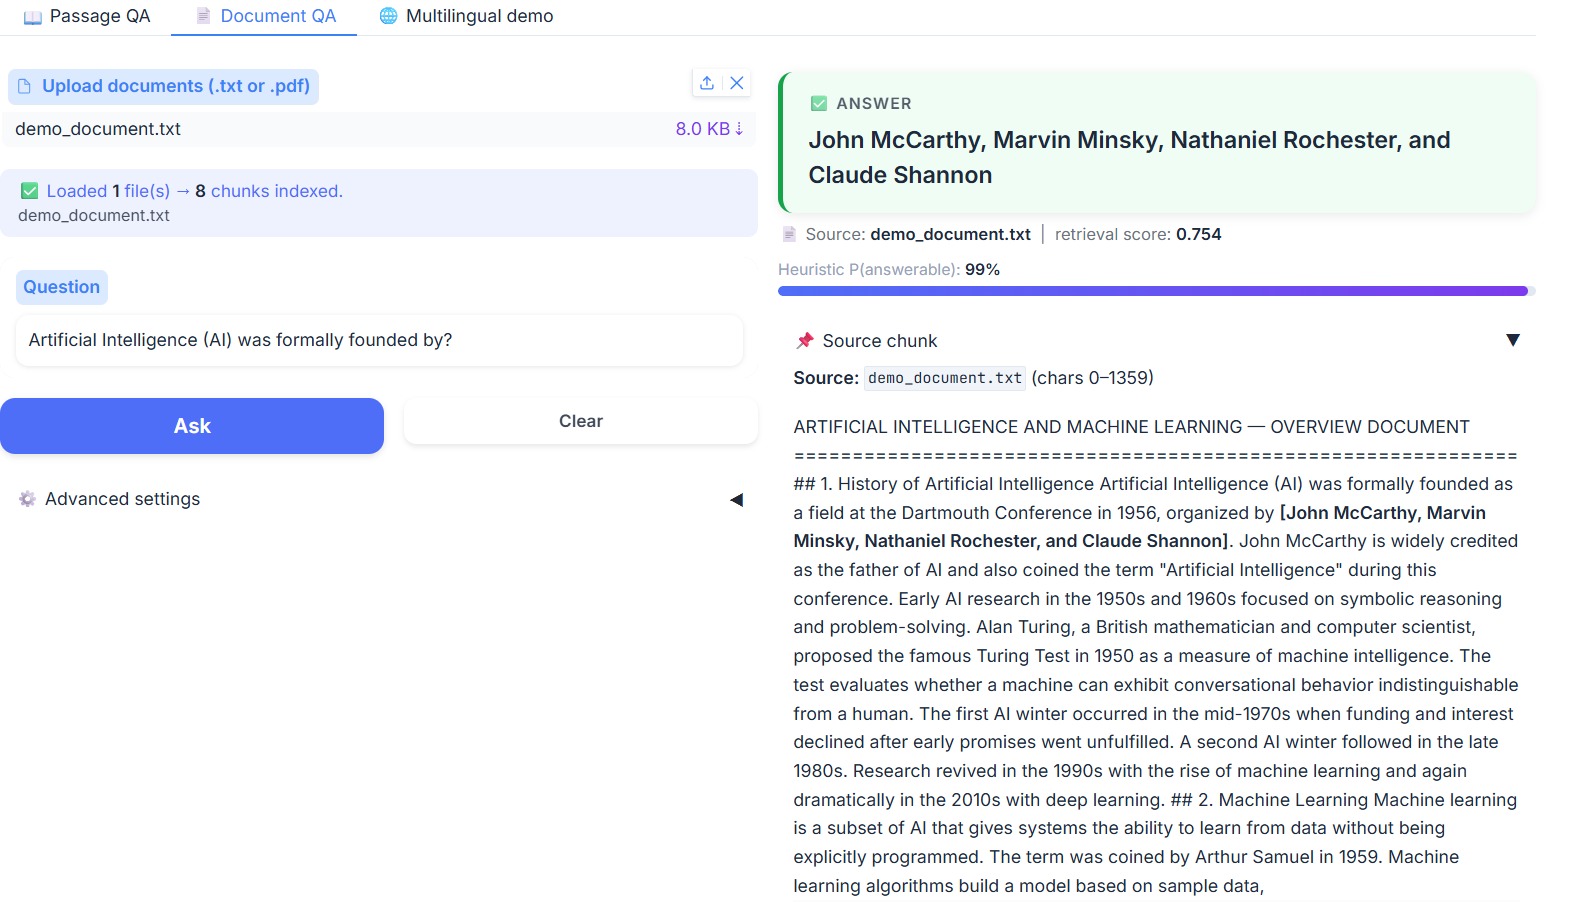 Passage QA
Document QA
Multilingual demo
Upload documents (.txt or .pdf)
demo_document.txt
8.0 KB ⇣
Loaded 1 file(s) → 8 chunks indexed.
demo_document.txt
Question
Artificial Intelligence (AI) was formally founded by?
Ask
Clear
Advanced settings
ANSWER
John McCarthy, Marvin Minsky, Nathaniel Rochester, and
Claude Shannon
Source: demo_document.txt | retrieval score: 0.754
Heuristic P(answerable): 99%
Source chunk
Source: demo_document.txt (chars 0–1359)
ARTIFICIAL INTELLIGENCE AND MACHINE LEARNING — OVERVIEW DOCUMENT
============================================================
## 1. History of Artificial Intelligence Artificial Intelligence (AI) was formally founded as
a field at the Dartmouth Conference in 1956, organized by [John McCarthy, Marvin
Minsky, Nathaniel Rochester, and Claude Shannon]. John McCarthy is widely credited
as the father of AI and also coined the term "Artificial Intelligence" during this
conference. Early AI research in the 1950s and 1960s focused on symbolic reasoning
and problem-solving. Alan Turing, a British mathematician and computer scientist,
proposed the famous Turing Test in 1950 as a measure of machine intelligence. The
test evaluates whether a machine can exhibit conversational behavior indistinguishable
from a human. The first AI winter occurred in the mid-1970s when funding and interest
declined after early promises went unfulfilled. A second AI winter followed in the late
1980s. Research revived in the 1990s with the rise of machine learning and again
dramatically in the 2010s with deep learning. ## 2. Machine Learning Machine learning
is a subset of AI that gives systems the ability to learn from data without being
explicitly programmed. The term was coined by Arthur Samuel in 1959. Machine
learning algorithms build a model based on sample data,